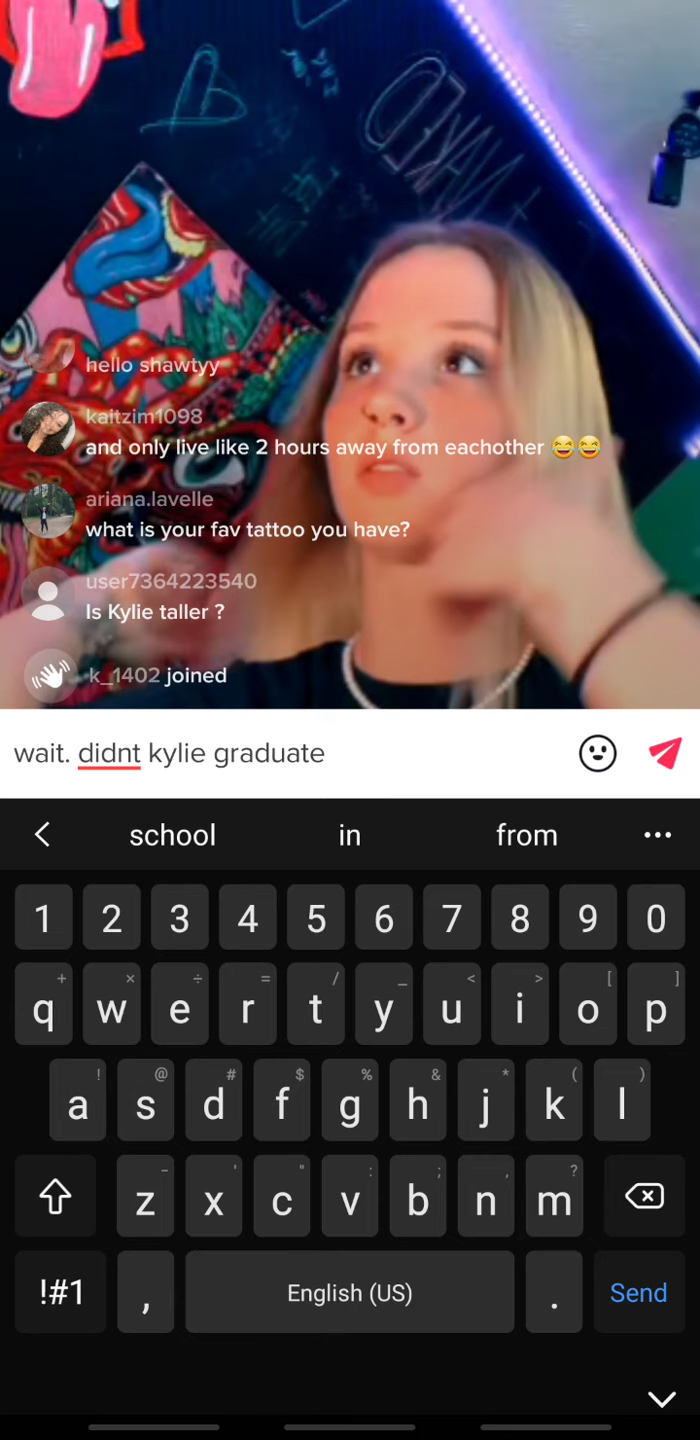 hello shawtyy
kaitzim1098
and only live like 2 hours away from eachother 😂😂
ariana.lavelle
what is your fav tattoo you have?
user7364223540
Is Kylie taller ?
k_1402 joined
wait. didnt kylie graduate
school in from
1 2 3 4 5 6 7 8 9 0
+ × ÷ = / _ < > [ ]
q w e r t y u i o p
! @ # $ % & * ( )
a s d f g h j k l
- ' " : ; , ?
z x c v b n m
!#1 , English (US) . Send